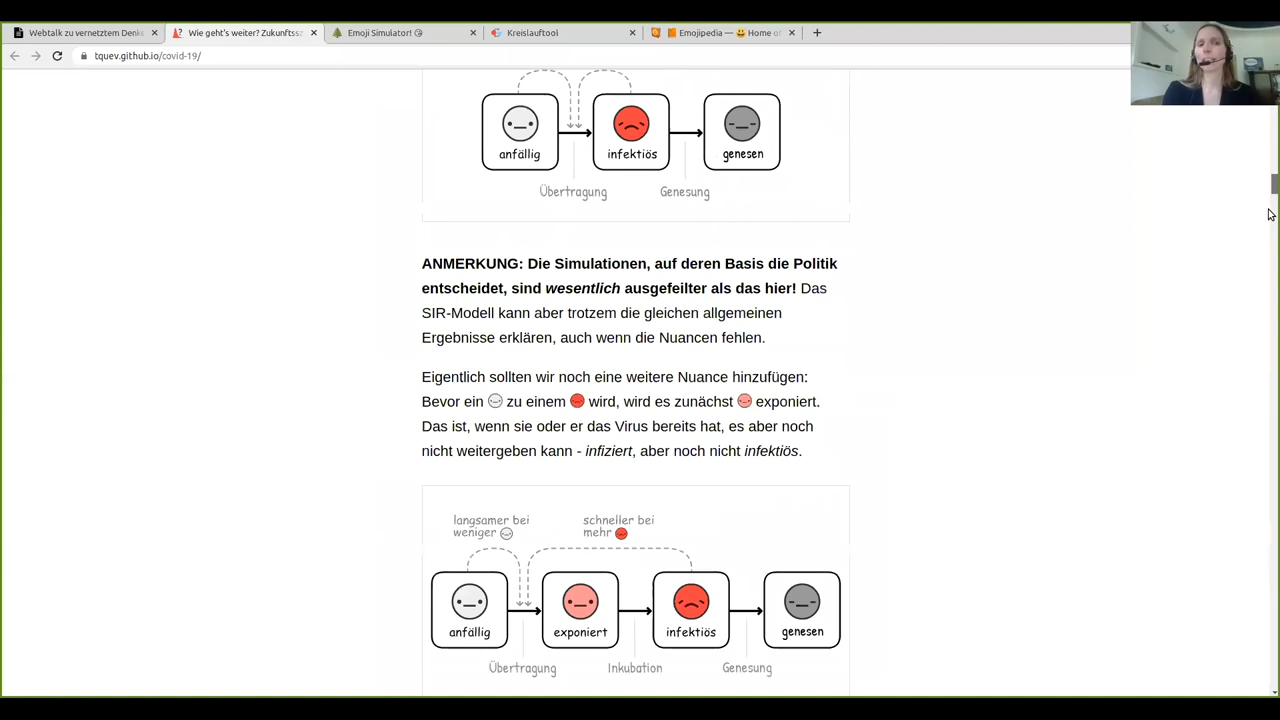 Webtalk zu vernetztem Denk
Wie geht's weiter? Zukunftssz
Emoji Simulator! 😘
Kreislauftool
Emojipedia — 😃 Home of
tquev.github.io/covid-19/
anfällig
infektiös
genesen
Übertragung
Genesung
ANMERKUNG: Die Simulationen, auf deren Basis die Politik
entscheidet, sind wesentlich ausgefeilter als das hier! Das
SIR-Modell kann aber trotzdem die gleichen allgemeinen
Ergebnisse erklären, auch wenn die Nuancen fehlen.
Eigentlich sollten wir noch eine weitere Nuance hinzufügen:
Bevor ein zu einem wird, wird es zunächst exponiert.
Das ist, wenn sie oder er das Virus bereits hat, es aber noch
nicht weitergeben kann - infiziert, aber noch nicht infektiös.
langsamer bei
weniger
schneller bei
mehr
anfällig
exponiert
infektiös
genesen
Übertragung
Inkubation
Genesung